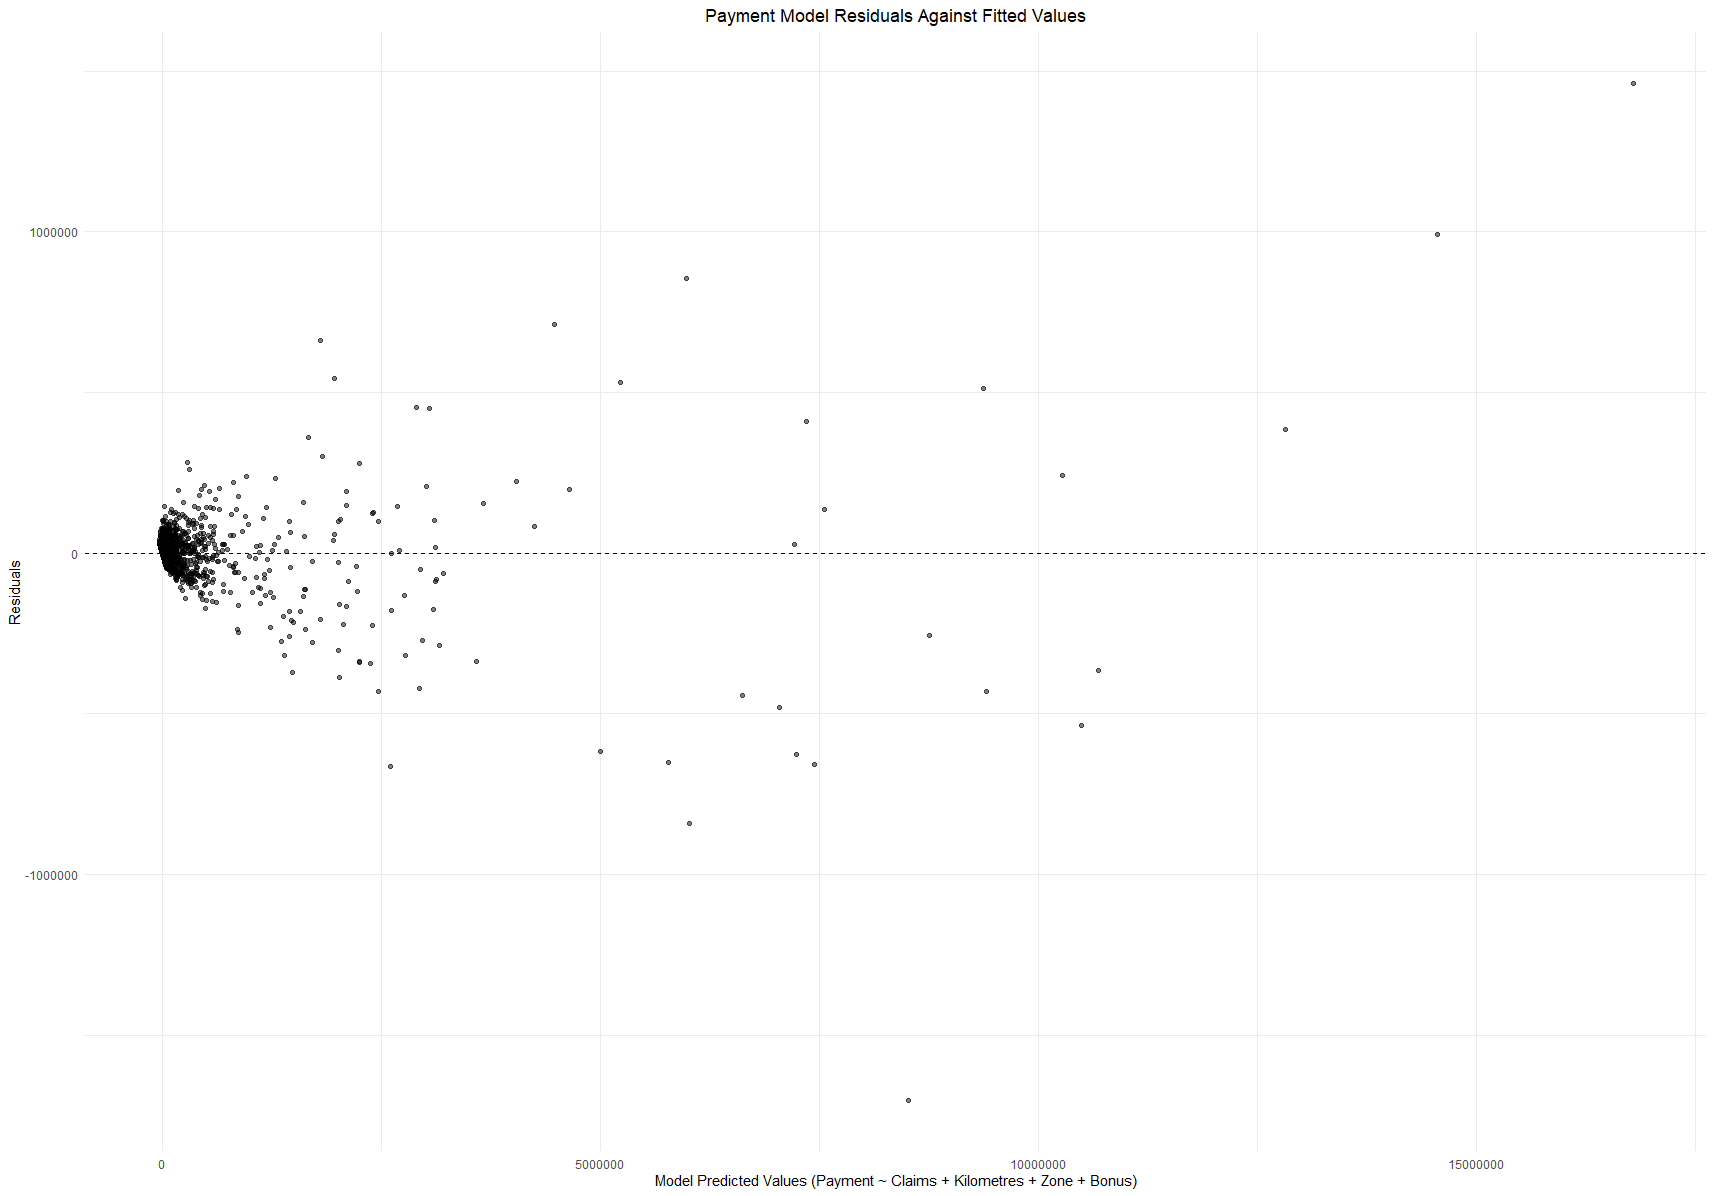 Payment Model Residuals Against Fitted Values
1000000
0
-1000000
Residuals
0 5000000 10000000 15000000
Model Predicted Values (Payment ~ Claims + Kilometres + Zone + Bonus)